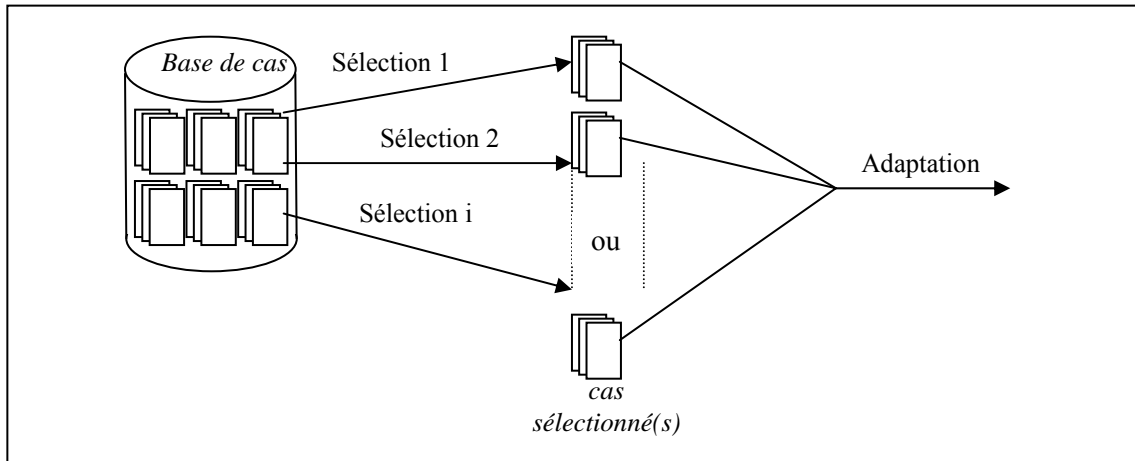 Base de cas
Sélection 1
Sélection 2
Adaptation
Sélection i
ou
cas
sélectionné(s)